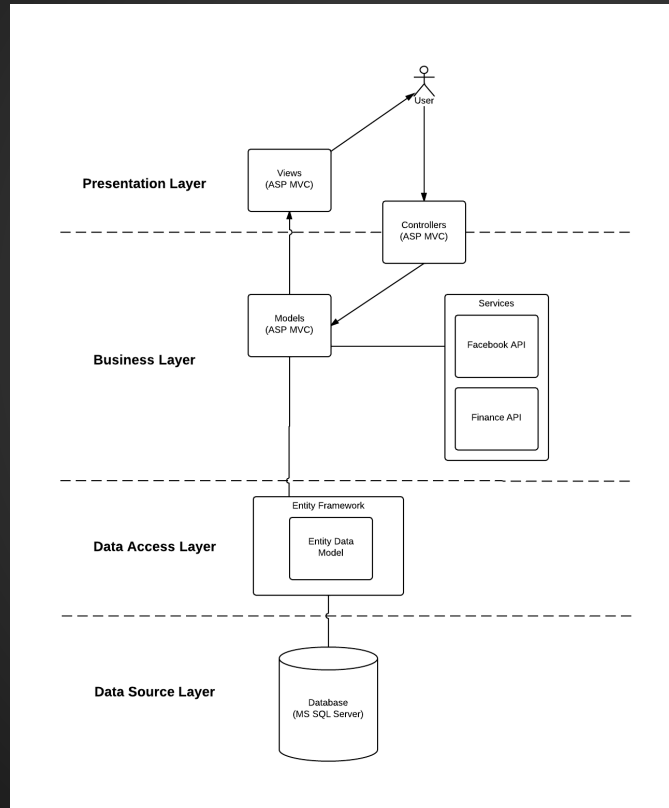 User
Views
(ASP MVC)
Presentation Layer
Controllers
(ASP MVC)
Services
Models
(ASP MVC)
Facebook API
Business Layer
Finance API
Entity Framework
Entity Data
Model
Data Access Layer
Data Source Layer
Database
(MS SQL Server)